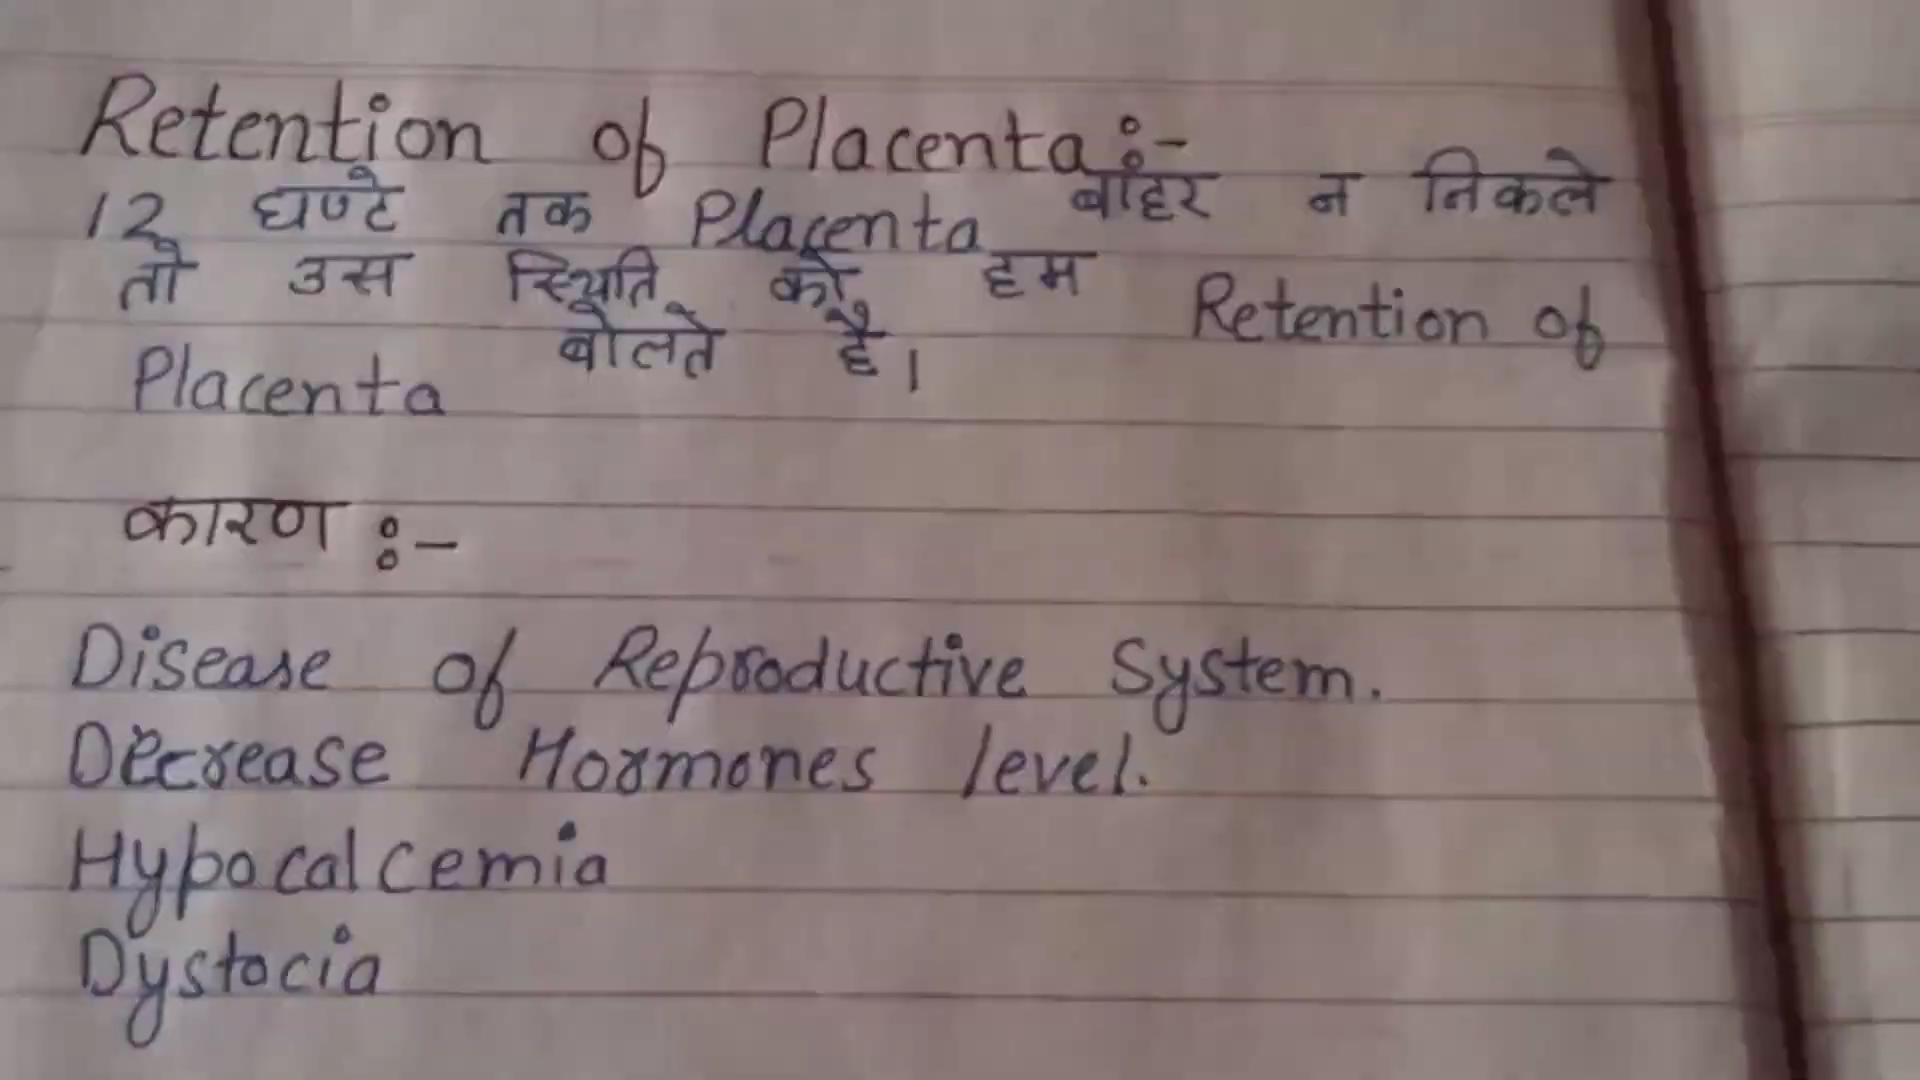 Retention of Placenta :-
12 घण्टे तक Placenta बाहर न निकले
तो उस स्थिति को हम Retention of
Placenta बोलते है।
कारण :-
Disease of Reproductive System.
Decrease Hormones level.
Hypocalcemia
Dystocia